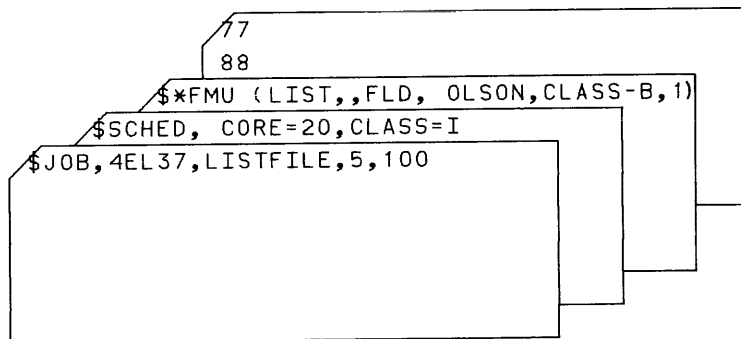 77
88
$*FMU (LIST,,FLD, OLSON,CLASS-B,1)
$SCHED, CORE=20,CLASS=I
$JOB,4EL37,LISTFILE,5,100